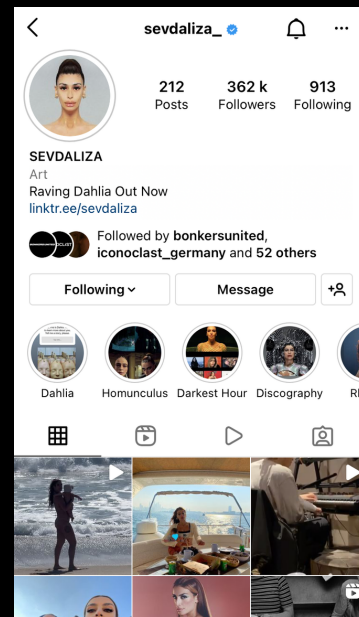 sevdaliza_
212 362 k 913
Posts Followers Following
SEVDALIZA
Art
Raving Dahlia Out Now
linktr.ee/sevdaliza
Followed by bonkersunited,
iconoclast_germany and 52 others
Following Message
Dahlia Homunculus Darkest Hour Discography